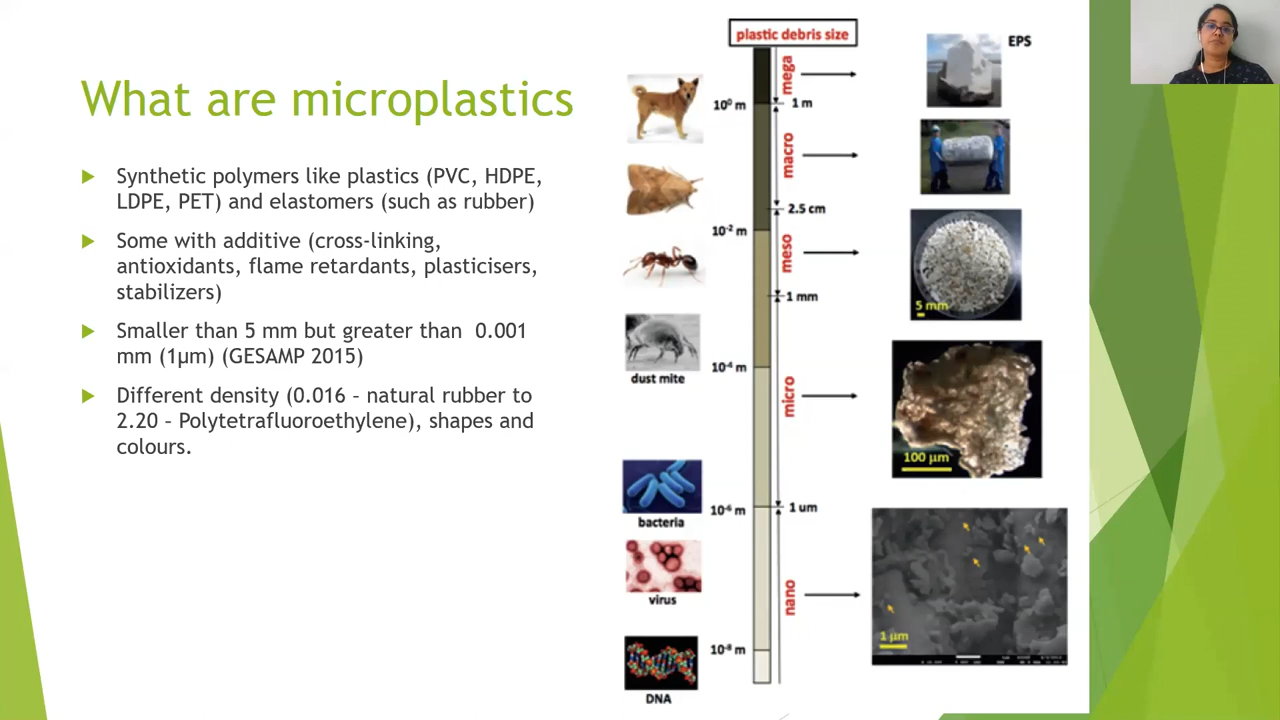 What are microplastics
Synthetic polymers like plastics (PVC, HDPE,
LDPE, PET) and elastomers (such as rubber)
Some with additive (cross-linking,
antioxidants, flame retardants, plasticisers,
stabilizers)
Smaller than 5 mm but greater than 0.001
mm (1µm) (GESAMP 2015)
Different density (0.016 – natural rubber to
2.20 – Polytetrafluoroethylene), shapes and
colours.
plastic debris size
EPS
mega
10⁰ m
1 m
macro
2.5 cm
10⁻² m
meso
5 mm
1 mm
dust mite
10⁻⁴ m
micro
100 µm
bacteria
10⁻⁶ m
1 um
virus
nano
1 µm
10⁻⁸ m
DNA